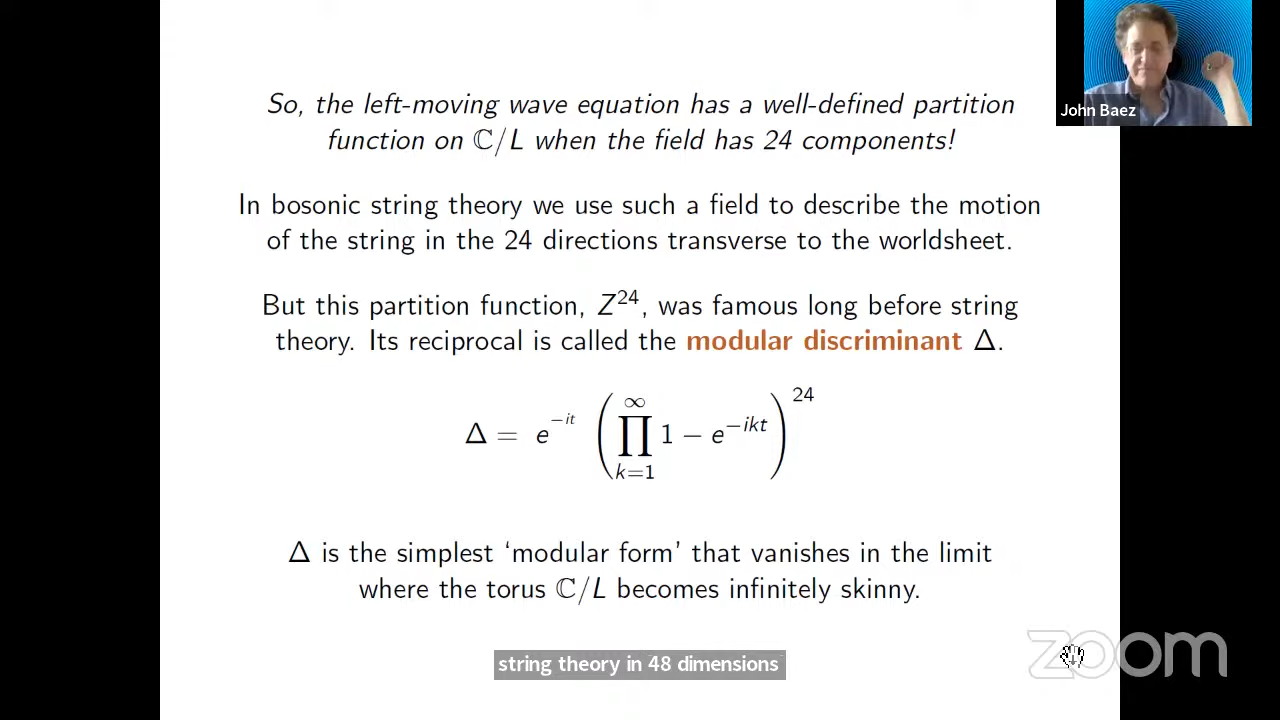 So, the left-moving wave equation has a well-defined partition
function on ℂ/L when the field has 24 components!
In bosonic string theory we use such a field to describe the motion
of the string in the 24 directions transverse to the worldsheet.
But this partition function, Z²⁴, was famous long before string
theory. Its reciprocal is called the modular discriminant Δ.
Δ = e^{-it} (∏_{k=1}^{∞} 1 − e^{−ikt})^{24}
Δ is the simplest ‘modular form’ that vanishes in the limit
where the torus ℂ/L becomes infinitely skinny.
string theory in 48 dimensions
John Baez
zoom